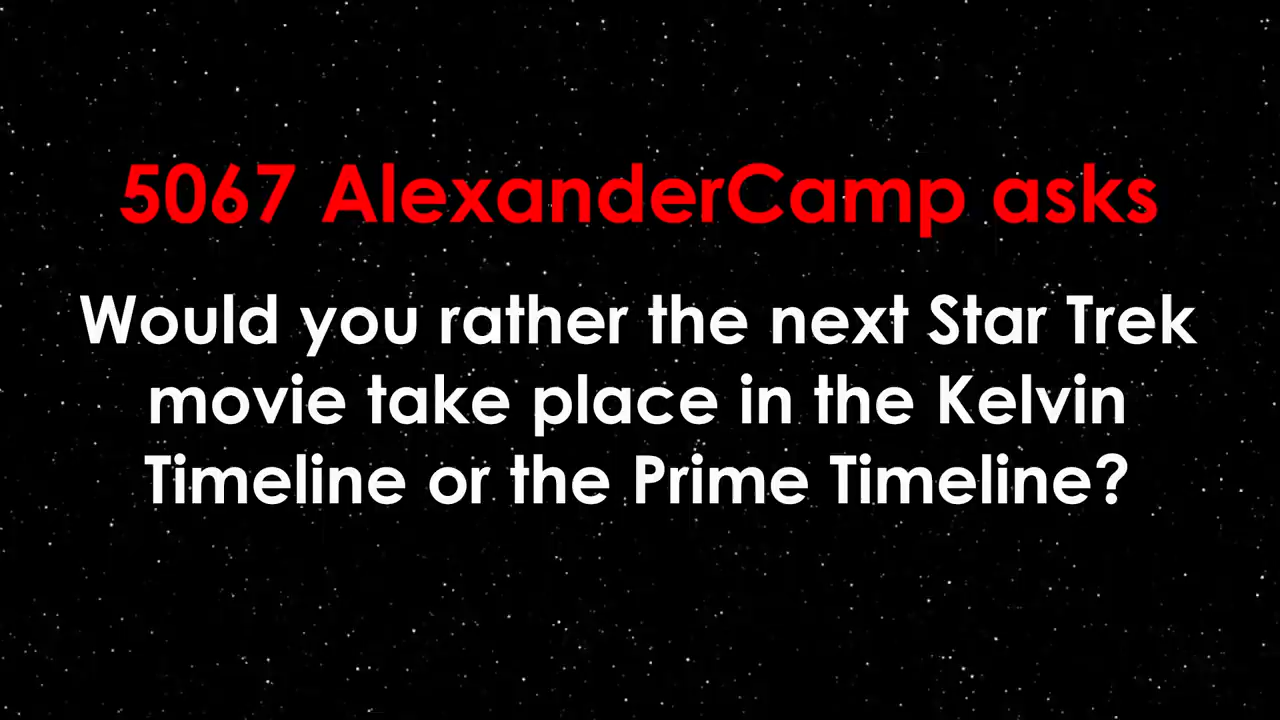 5067 AlexanderCamp asks
Would you rather the next Star Trek
movie take place in the Kelvin
Timeline or the Prime Timeline?